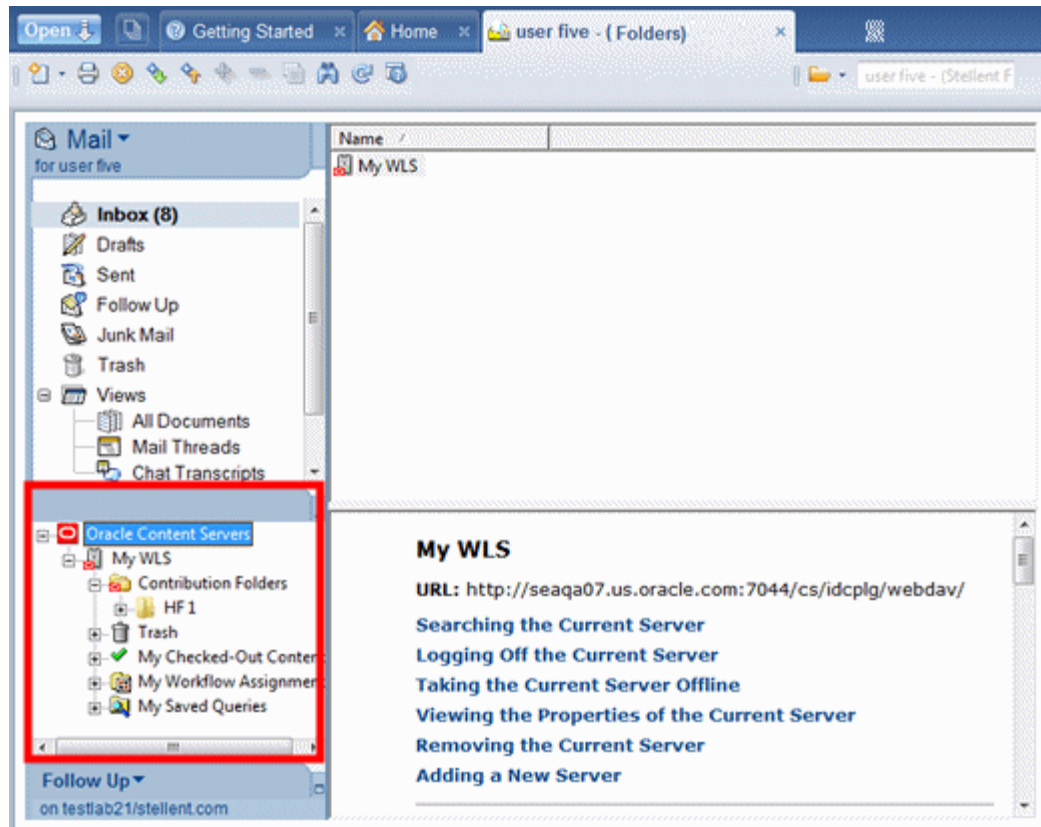 Open
Getting Started
Home
user five - ( Folders)
user five - (Stellent F
Mail
for user five
Inbox (8)
Drafts
Sent
Follow Up
Junk Mail
Trash
Views
All Documents
Mail Threads
Chat Transcripts
Name
My WLS
Oracle Content Servers
My WLS
Contribution Folders
HF1
Trash
My Checked-Out Conten
My Workflow Assignmen
My Saved Queries
Follow Up
on testlab21/stellent.com
My WLS
URL: http://seaqa07.us.oracle.com:7044/cs/idcplg/webdav/
Searching the Current Server
Logging Off the Current Server
Taking the Current Server Offline
Viewing the Properties of the Current Server
Removing the Current Server
Adding a New Server